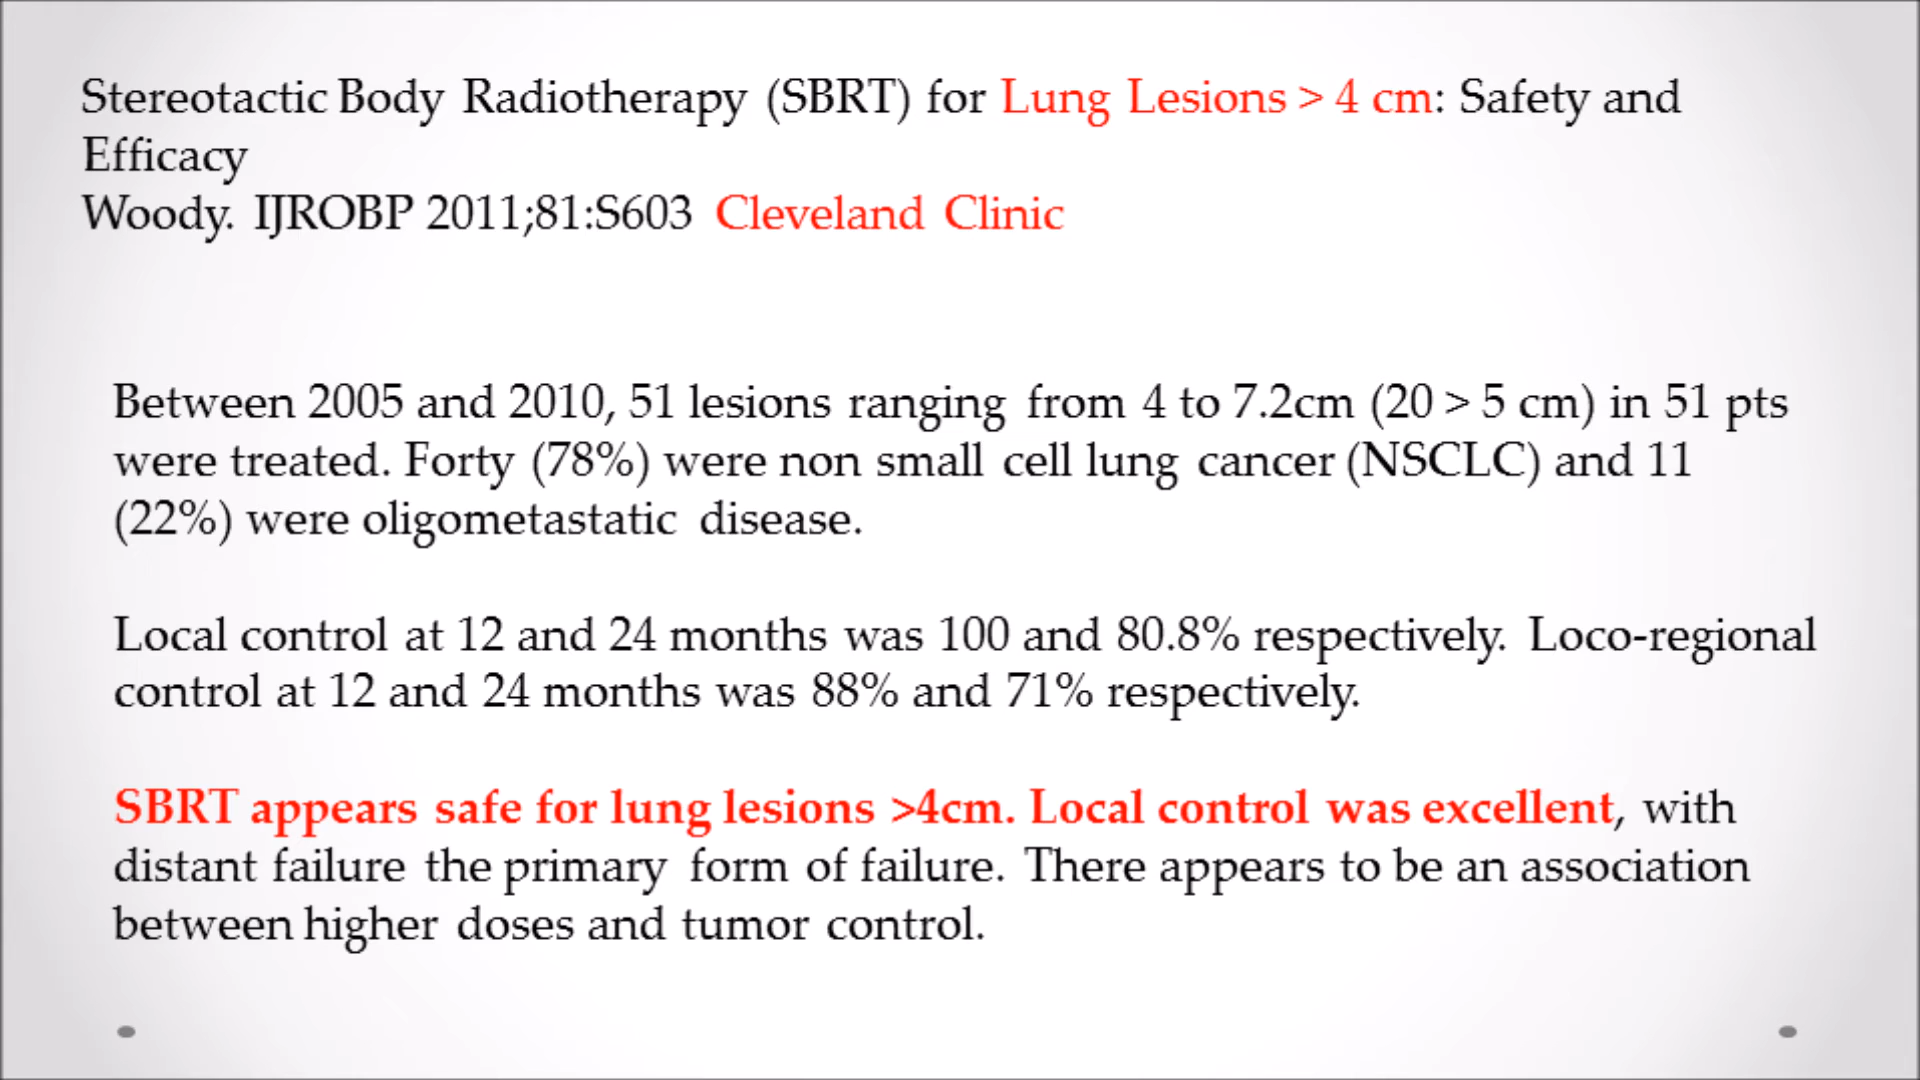 Stereotactic Body Radiotherapy (SBRT) for Lung Lesions > 4 cm: Safety and
Efficacy
Woody. IJROBP 2011;81:S603 Cleveland Clinic
Between 2005 and 2010, 51 lesions ranging from 4 to 7.2cm (20 > 5 cm) in 51 pts
were treated. Forty (78%) were non small cell lung cancer (NSCLC) and 11
(22%) were oligometastatic disease.
Local control at 12 and 24 months was 100 and 80.8% respectively. Loco-regional
control at 12 and 24 months was 88% and 71% respectively.
SBRT appears safe for lung lesions >4cm. Local control was excellent, with
distant failure the primary form of failure. There appears to be an association
between higher doses and tumor control.